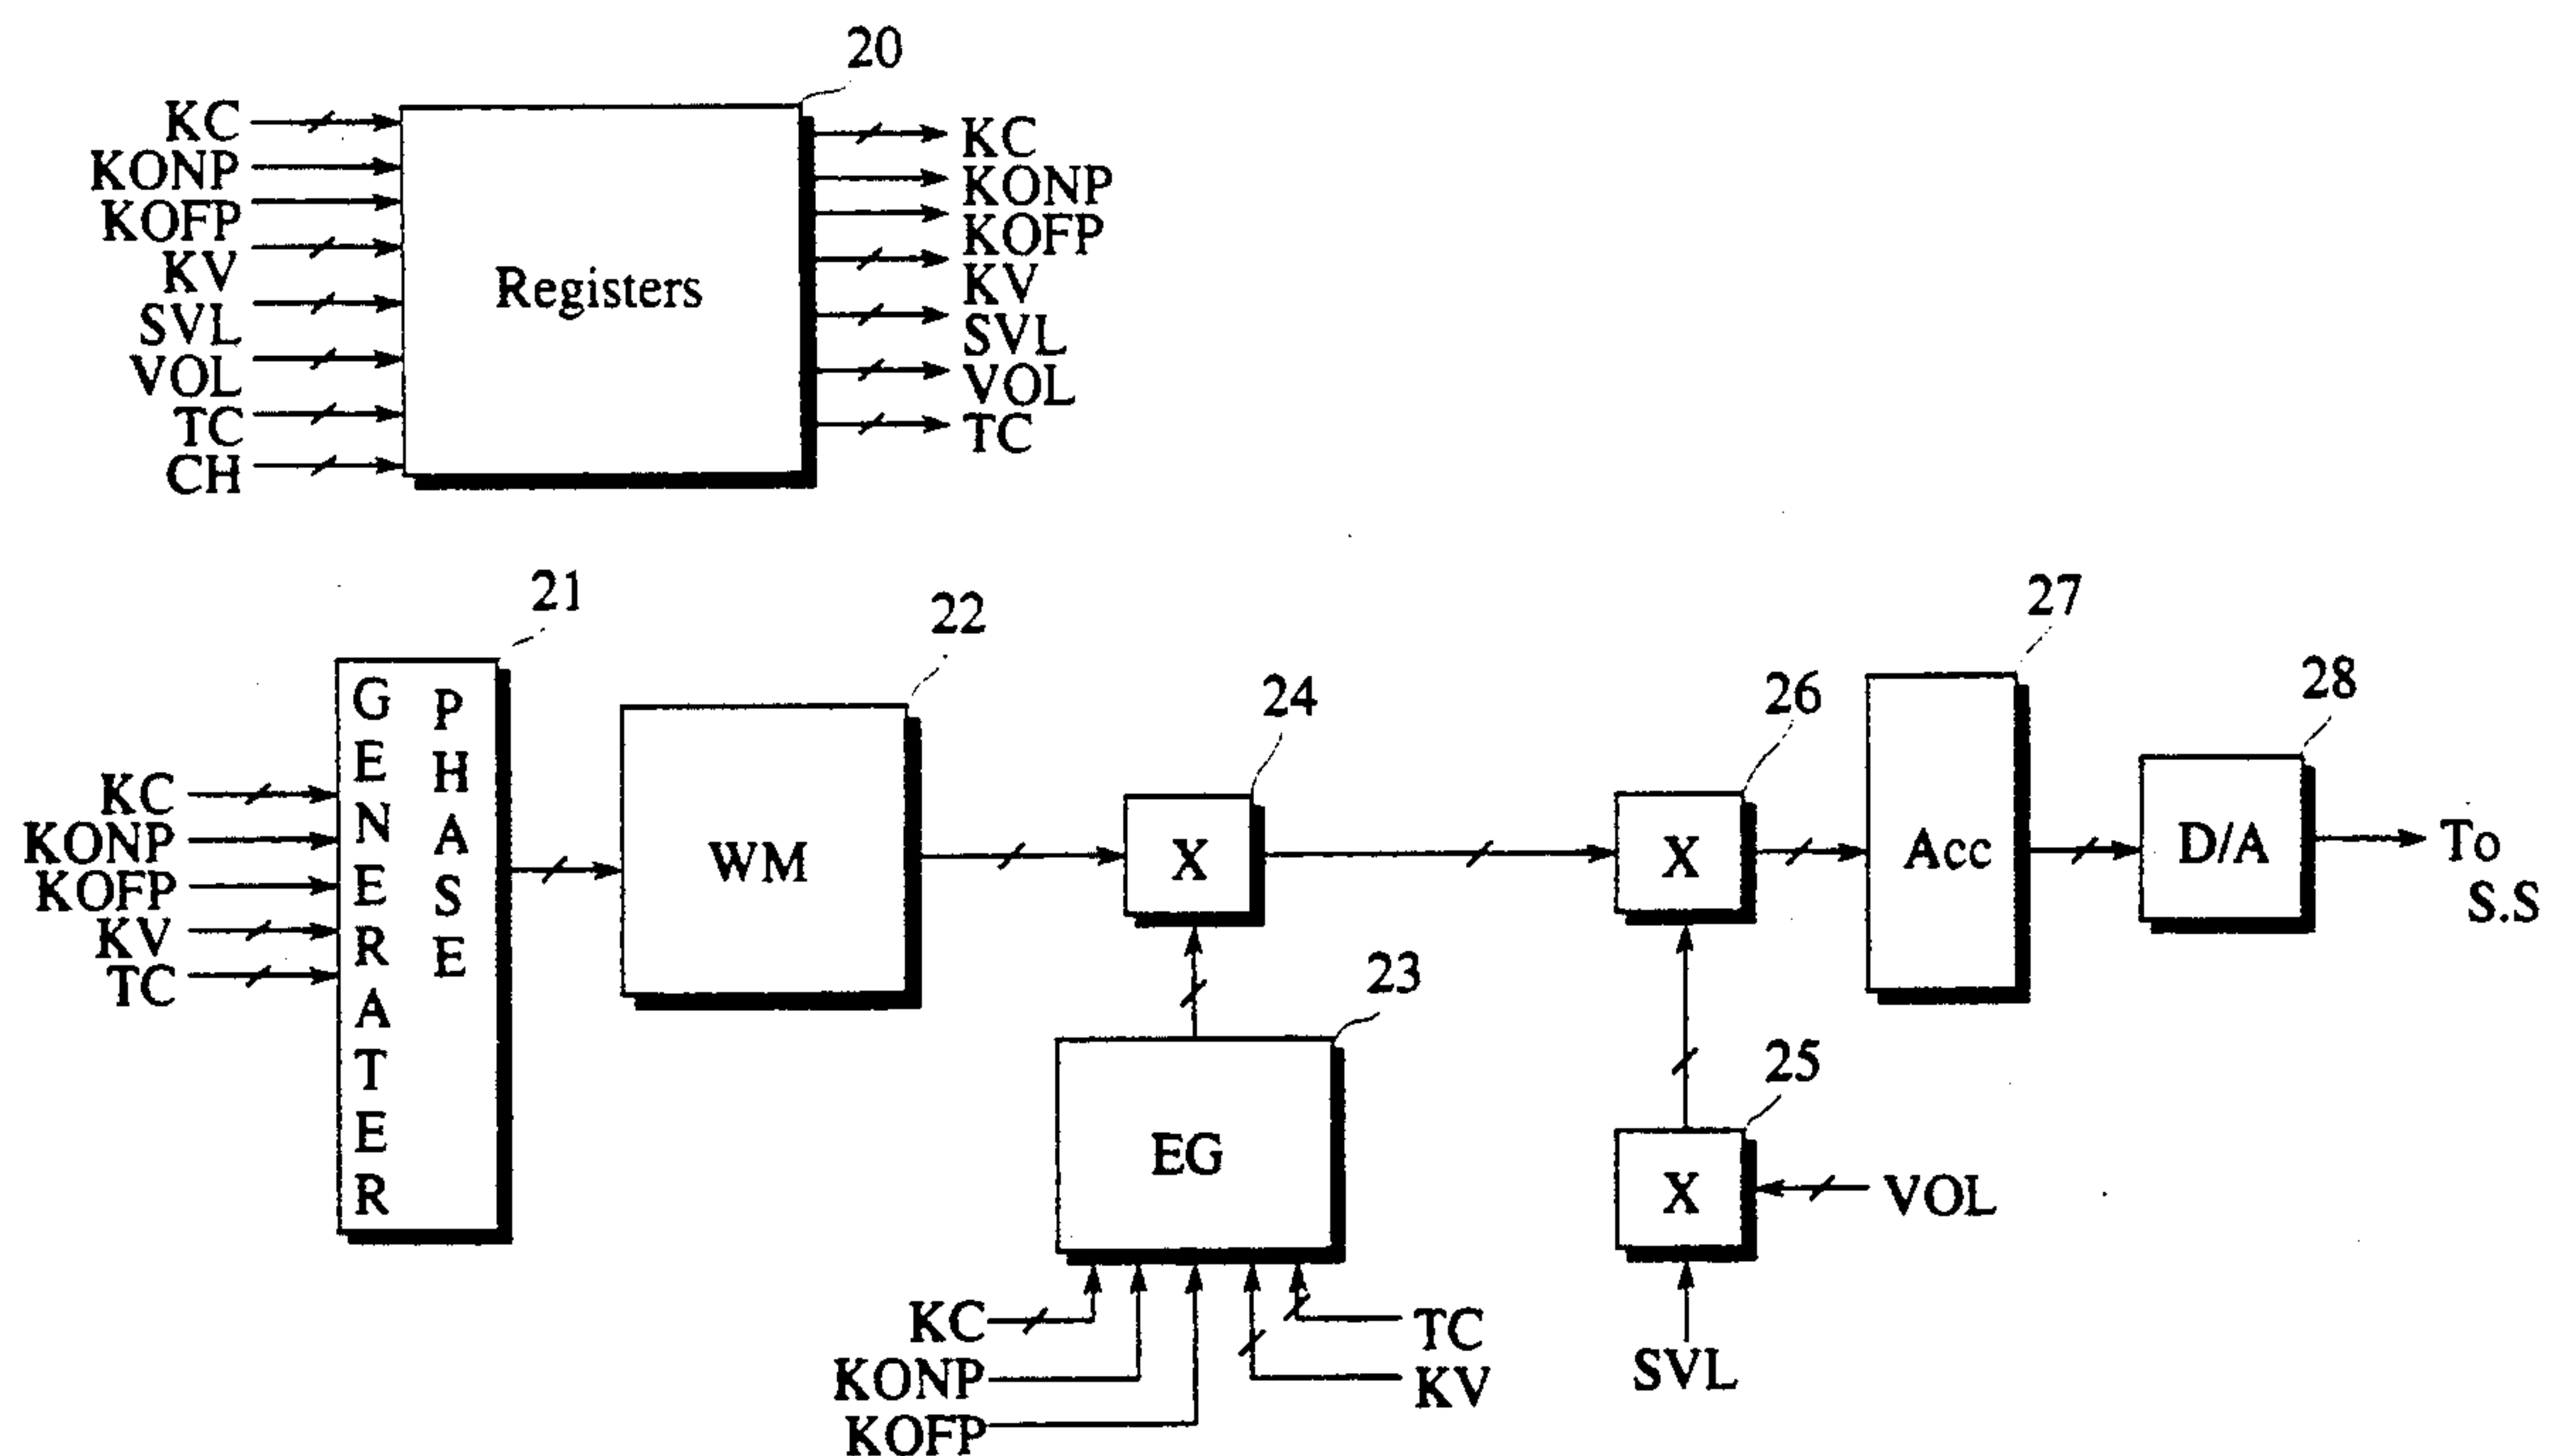 20
KC
KONP
KOFP
KV
SVL
VOL
TC
CH
Registers
KC
KONP
KOFP
KV
SVL
VOL
TC
21
GENERATER
PHASE
KC
KONP
KOFP
KV
TC
22
WM
24
X
23
EG
KC
KONP
KOFP
TC
KV
26
X
25
X
VOL
SVL
27
Acc
28
D/A
To
S.S